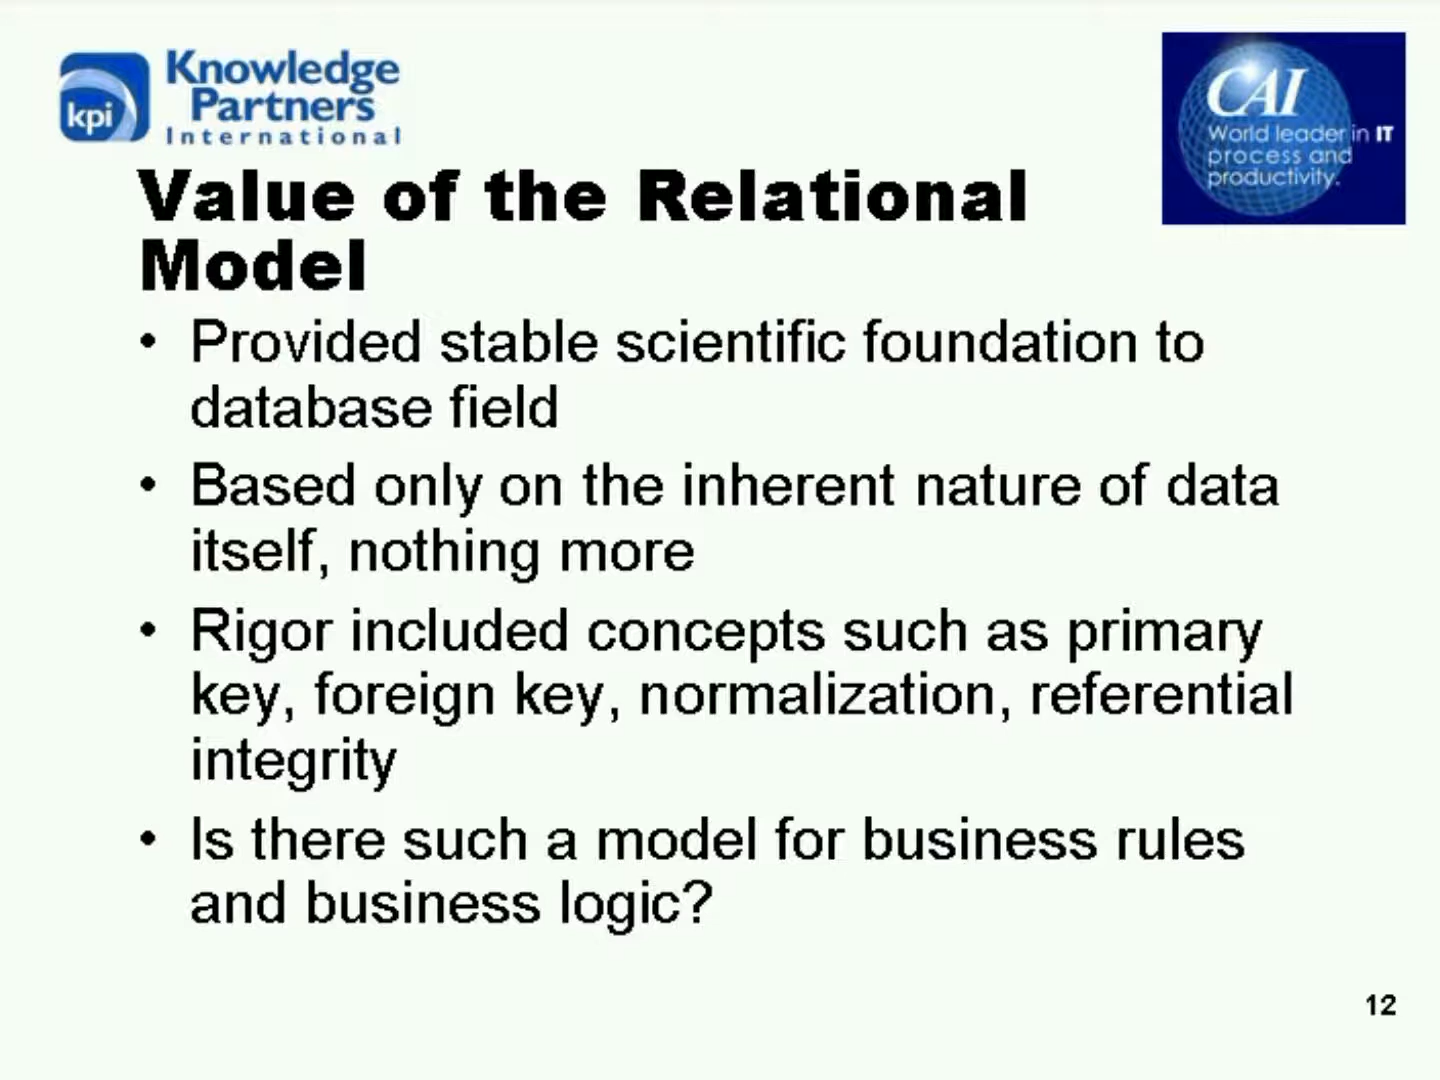 Knowledge
Partners
International
kpi
CAI
World leader in IT
process and
productivity.
Value of the Relational
Model
• Provided stable scientific foundation to
database field
• Based only on the inherent nature of data
itself, nothing more
• Rigor included concepts such as primary
key, foreign key, normalization, referential
integrity
• Is there such a model for business rules
and business logic?
12